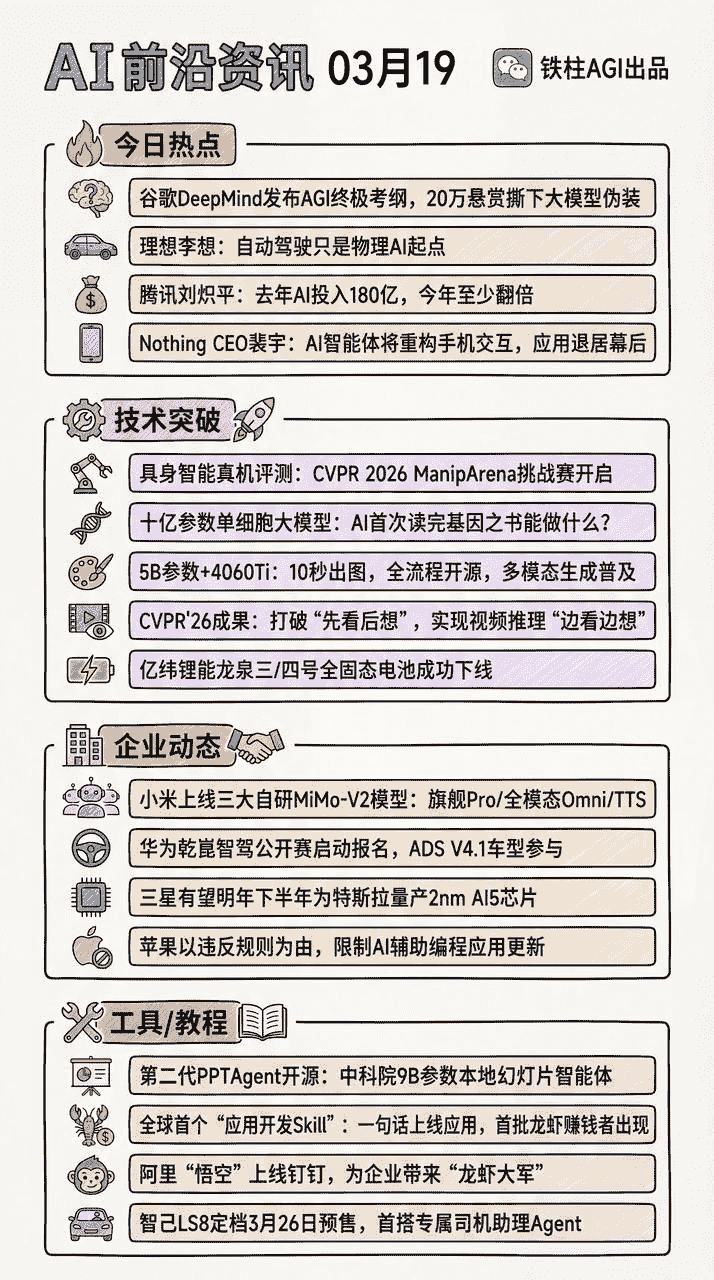 AI前沿资讯 03月19 铁柱AGI出品
今日热点
谷歌DeepMind发布AGI终极考纲，20万悬赏撕下大模型伪装
理想李想：自动驾驶只是物理AI起点
腾讯刘炽平：去年AI投入180亿，今年至少翻倍
Nothing CEO裴宇：AI智能体将重构手机交互，应用退居幕后
技术突破
具身智能真机评测：CVPR 2026 ManipArena挑战赛开启
十亿参数单细胞大模型：AI首次读完基因之书能做什么？
5B参数+4060Ti：10秒出图，全流程开源，多模态生成普及
CVPR'26成果：打破“先看后想”，实现视频推理“边看边想”
亿纬锂能龙泉三/四号全固态电池成功下线
企业动态
小米上线三大自研MiMo-V2模型：旗舰Pro/全模态Omni/TTS
华为乾崑智驾公开赛启动报名，ADS V4.1车型参与
三星有望明年下半年为特斯拉量产2nm AI5芯片
苹果以违反规则为由，限制AI辅助编程应用更新
工具/教程
第二代PPTAgent开源：中科院9B参数本地幻灯片智能体
全球首个“应用开发Skill”：一句话上线应用，首批龙虾赚钱者出现
阿里“悟空”上线钉钉，为企业带来“龙虾大军”
智己LS8定档3月26日预售，首搭专属司机助理Agent